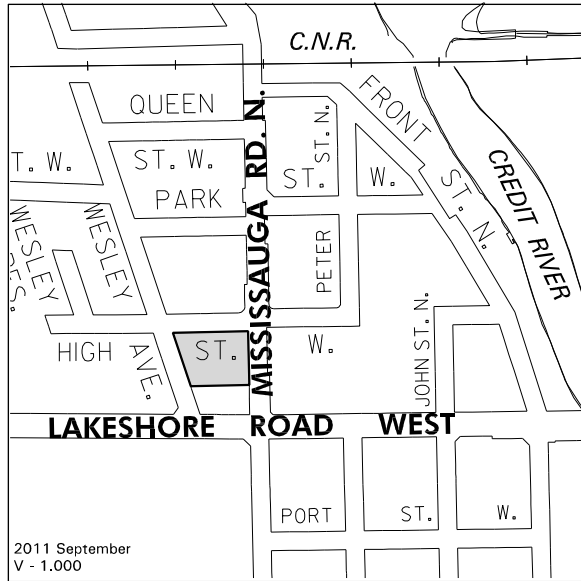 C.N.R.
QUEEN ST. W.
FRONT ST. N.
T. W.
PARK ST. W.
ST. N.
PETER
CREDIT RIVER
MISSISSAUGA RD. N.
WESLEY AVE.
WESLEY
RES.
HIGH ST. W.
JOHN ST. N.
LAKESHORE ROAD WEST
PORT ST. W.
2011 September
V - 1.000